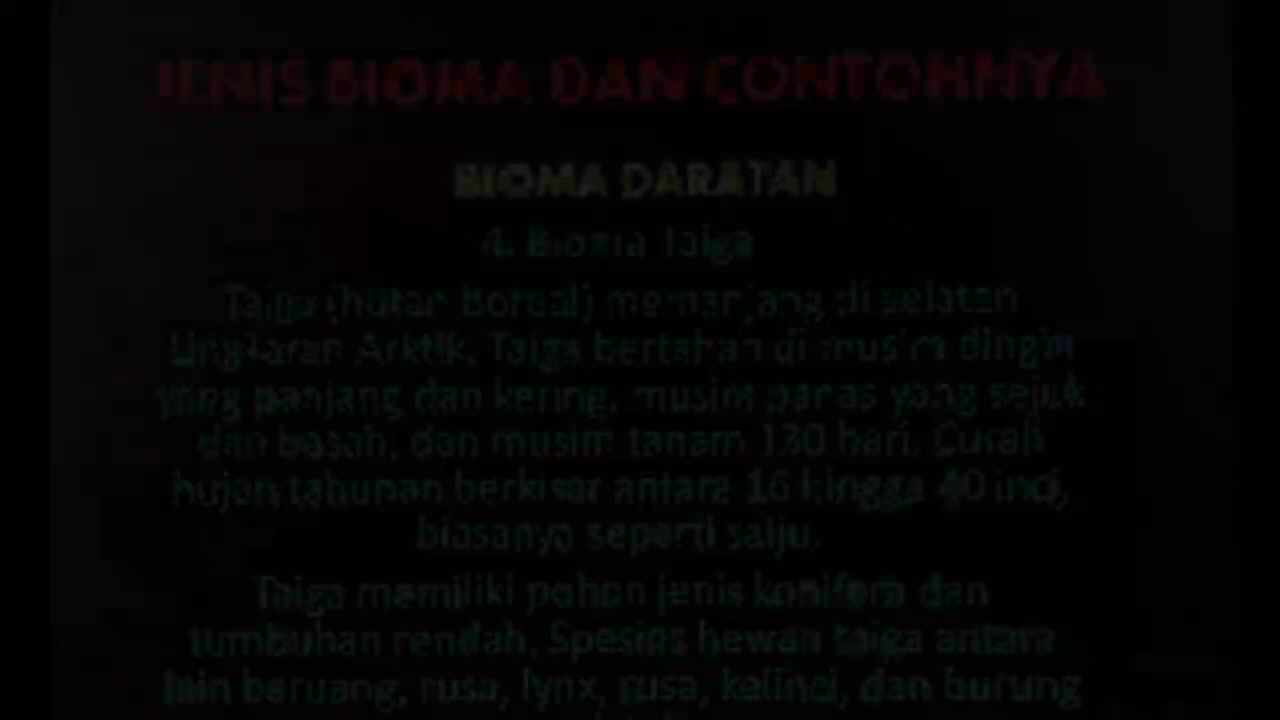 JENIS BIOMA DAN CONTOHNYA
BIOMA DARATAN
4. Bioma Taiga
Taiga (hutan Boreal) memanjang di selatan
Lingkaran Arktik. Taiga bertahan di musim dingin
yang panjang dan kering, musim panas yang sejuk
dan basah, dan musim tanam 130 hari. Curah
hujan tahunan berkisar antara 16 hingga 40 inci,
biasanya seperti salju.
Taiga memiliki pohon jenis konifera dan
tumbuhan rendah. Spesies hewan taiga antara
lain beruang, rusa, lynx, rusa, kelinci, dan burung